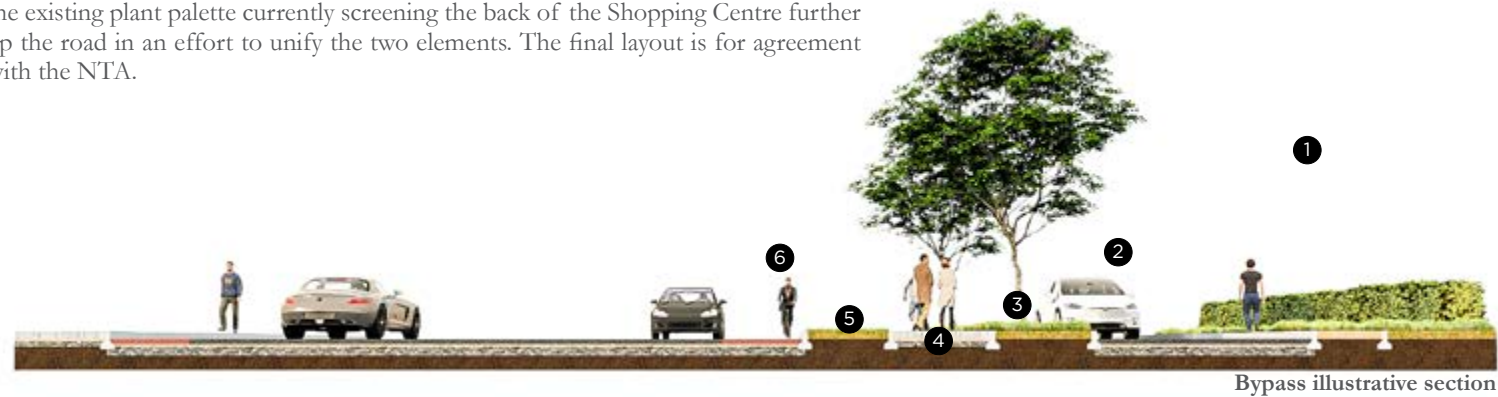 he existing plant palette currently screening the back of the Shopping Centre further
p the road in an effort to unify the two elements. The final layout is for agreement
with the NTA.
1
2
6
3
5
4
Bypass illustrative section